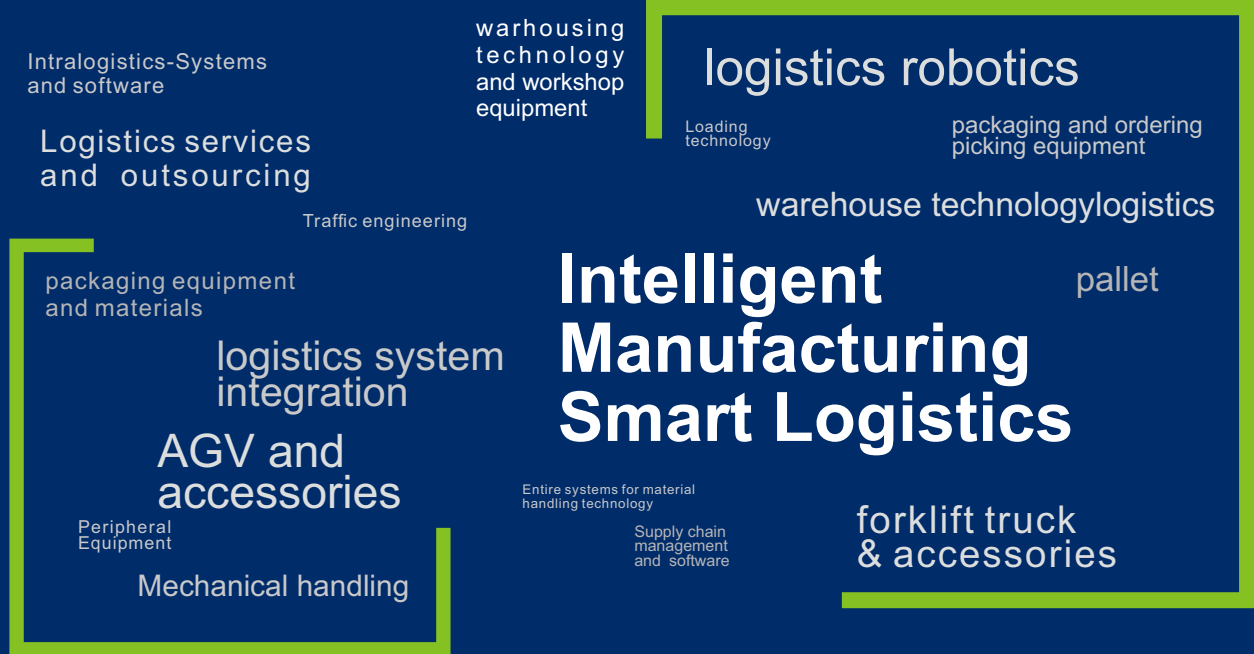 Intralogistics-Systems
and software
warhousing
technology
and workshop
equipment
logistics robotics
Loading
technology
packaging and ordering
picking equipment
Logistics services
and outsourcing
Traffic engineering
warehouse technologylogistics
packaging equipment
and materials
Intelligent
Manufacturing
Smart Logistics
pallet
logistics system
integration
AGV and
accessories
Peripheral
Equipment
Mechanical handling
Entire systems for material
handling technology
Supply chain
management
and software
forklift truck
& accessories